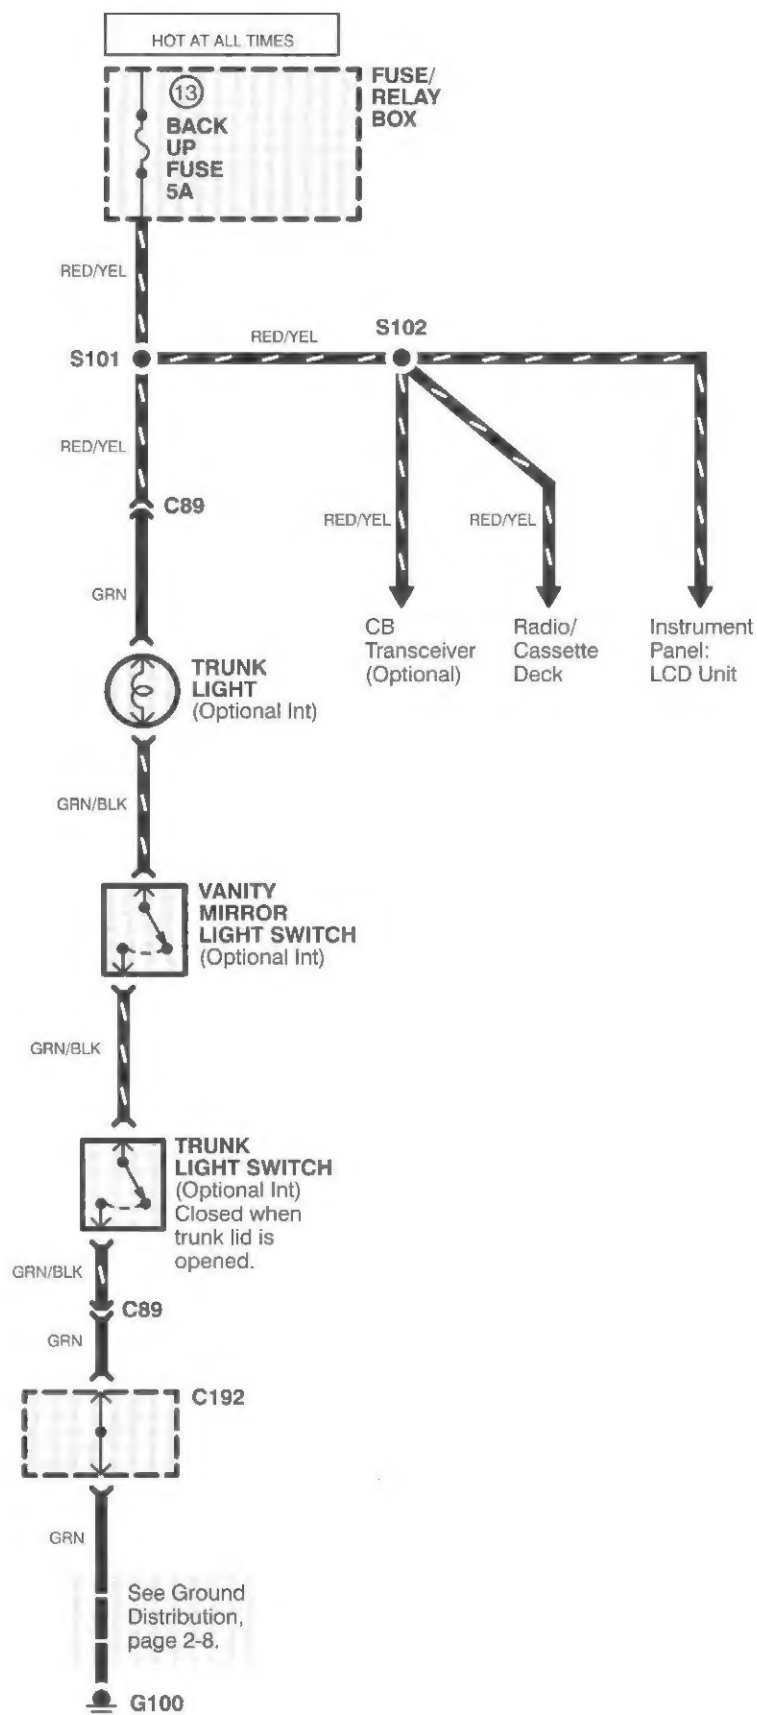 HOT AT ALL TIMES
FUSE/
RELAY
BOX
13
BACK
UP
FUSE
5A
RED/YEL
S101
RED/YEL
S102
RED/YEL
C89
RED/YEL
RED/YEL
GRN
CB
Transceiver
(Optional)
Radio/
Cassette
Deck
Instrument
Panel:
LCD Unit
TRUNK
LIGHT
(Optional Int)
GRN/BLK
VANITY
MIRROR
LIGHT SWITCH
(Optional Int)
GRN/BLK
TRUNK
LIGHT SWITCH
(Optional Int)
Closed when
trunk lid is
opened.
GRN/BLK
C89
GRN
C192
GRN
See Ground
Distribution,
page 2-8.
G100